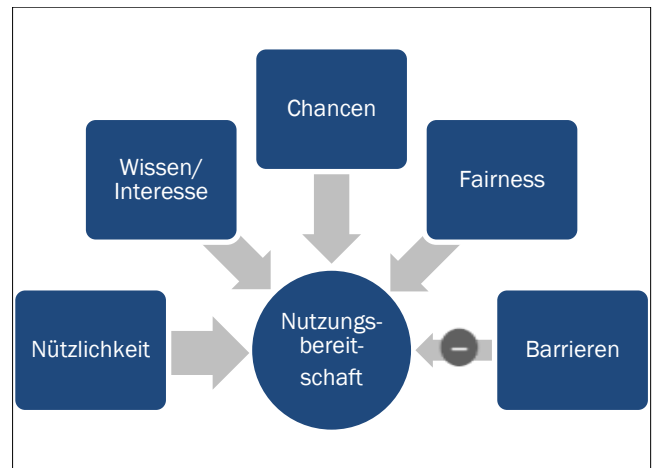 Chancen
Wissen/
Interesse
Fairness
Nützlichkeit
Nutzungs-
bereit-
schaft
–
Barrieren